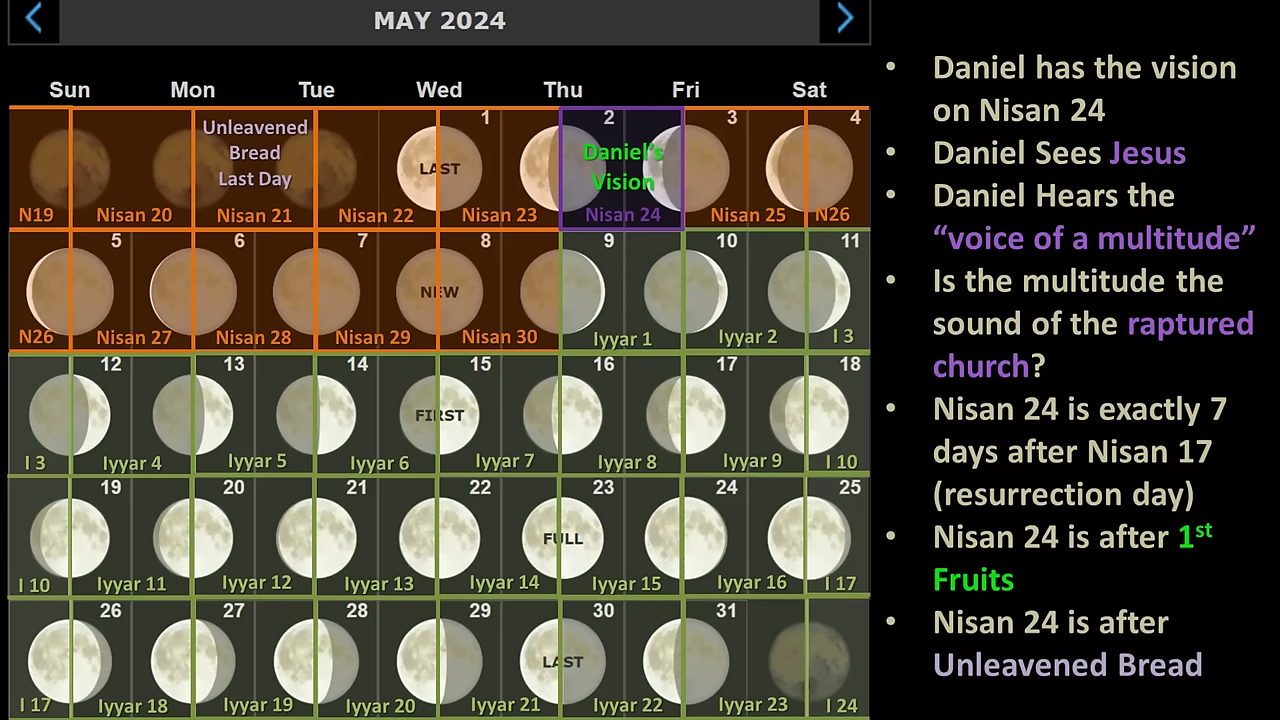 MAY 2024
Sun Mon Tue Wed Thu Fri Sat
1 2 3 4
Unleavened
Bread
Last Day
LAST
Daniel's
Vision
N19 Nisan 20 Nisan 21 Nisan 22 Nisan 23 Nisan 24 Nisan 25 N26
5 6 7 8 9 10 11
NEW
N26 Nisan 27 Nisan 28 Nisan 29 Nisan 30 Iyyar 1 Iyyar 2 I 3
12 13 14 15 16 17 18
FIRST
I 3 Iyyar 4 Iyyar 5 Iyyar 6 Iyyar 7 Iyyar 8 Iyyar 9 I 10
19 20 21 22 23 24 25
FULL
I 10 Iyyar 11 Iyyar 12 Iyyar 13 Iyyar 14 Iyyar 15 Iyyar 16 I 17
26 27 28 29 30 31
LAST
I 17 Iyyar 18 Iyyar 19 Iyyar 20 Iyyar 21 Iyyar 22 Iyyar 23 I 24
• Daniel has the vision
on Nisan 24
• Daniel Sees Jesus
• Daniel Hears the
“voice of a multitude”
• Is the multitude the
sound of the raptured
church?
• Nisan 24 is exactly 7
days after Nisan 17
(resurrection day)
• Nisan 24 is after 1st
Fruits
• Nisan 24 is after
Unleavened Bread